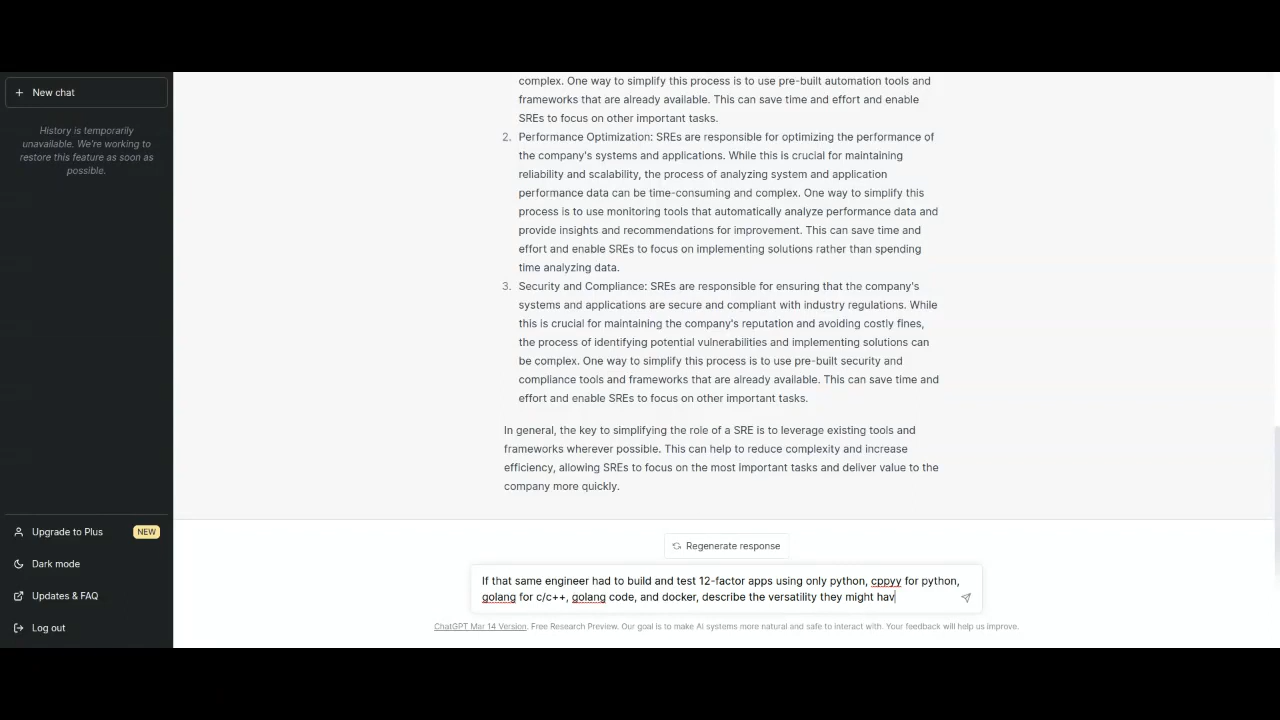 New chat
History is temporarily
unavailable. We're working to
restore this feature as soon as
possible.
Upgrade to Plus NEW
Dark mode
Updates & FAQ
Log out
complex. One way to simplify this process is to use pre-built automation tools and
frameworks that are already available. This can save time and effort and enable
SREs to focus on other important tasks.
2. Performance Optimization: SREs are responsible for optimizing the performance of
the company's systems and applications. While this is crucial for maintaining
reliability and scalability, the process of analyzing system and application
performance data can be time-consuming and complex. One way to simplify this
process is to use monitoring tools that automatically analyze performance data and
provide insights and recommendations for improvement. This can save time and
effort and enable SREs to focus on implementing solutions rather than spending
time analyzing data.
3. Security and Compliance: SREs are responsible for ensuring that the company's
systems and applications are secure and compliant with industry regulations. While
this is crucial for maintaining the company's reputation and avoiding costly fines,
the process of identifying potential vulnerabilities and implementing solutions can
be complex. One way to simplify this process is to use pre-built security and
compliance tools and frameworks that are already available. This can save time and
effort and enable SREs to focus on other important tasks.
In general, the key to simplifying the role of a SRE is to leverage existing tools and
frameworks wherever possible. This can help to reduce complexity and increase
efficiency, allowing SREs to focus on the most important tasks and deliver value to the
company more quickly.
Regenerate response
If that same engineer had to build and test 12-factor apps using only python, cppyy for python,
golang for c/c++, golang code, and docker, describe the versatility they might hav
ChatGPT Mar 14 Version. Free Research Preview. Our goal is to make AI systems more natural and safe to interact with. Your feedback will help us improve.